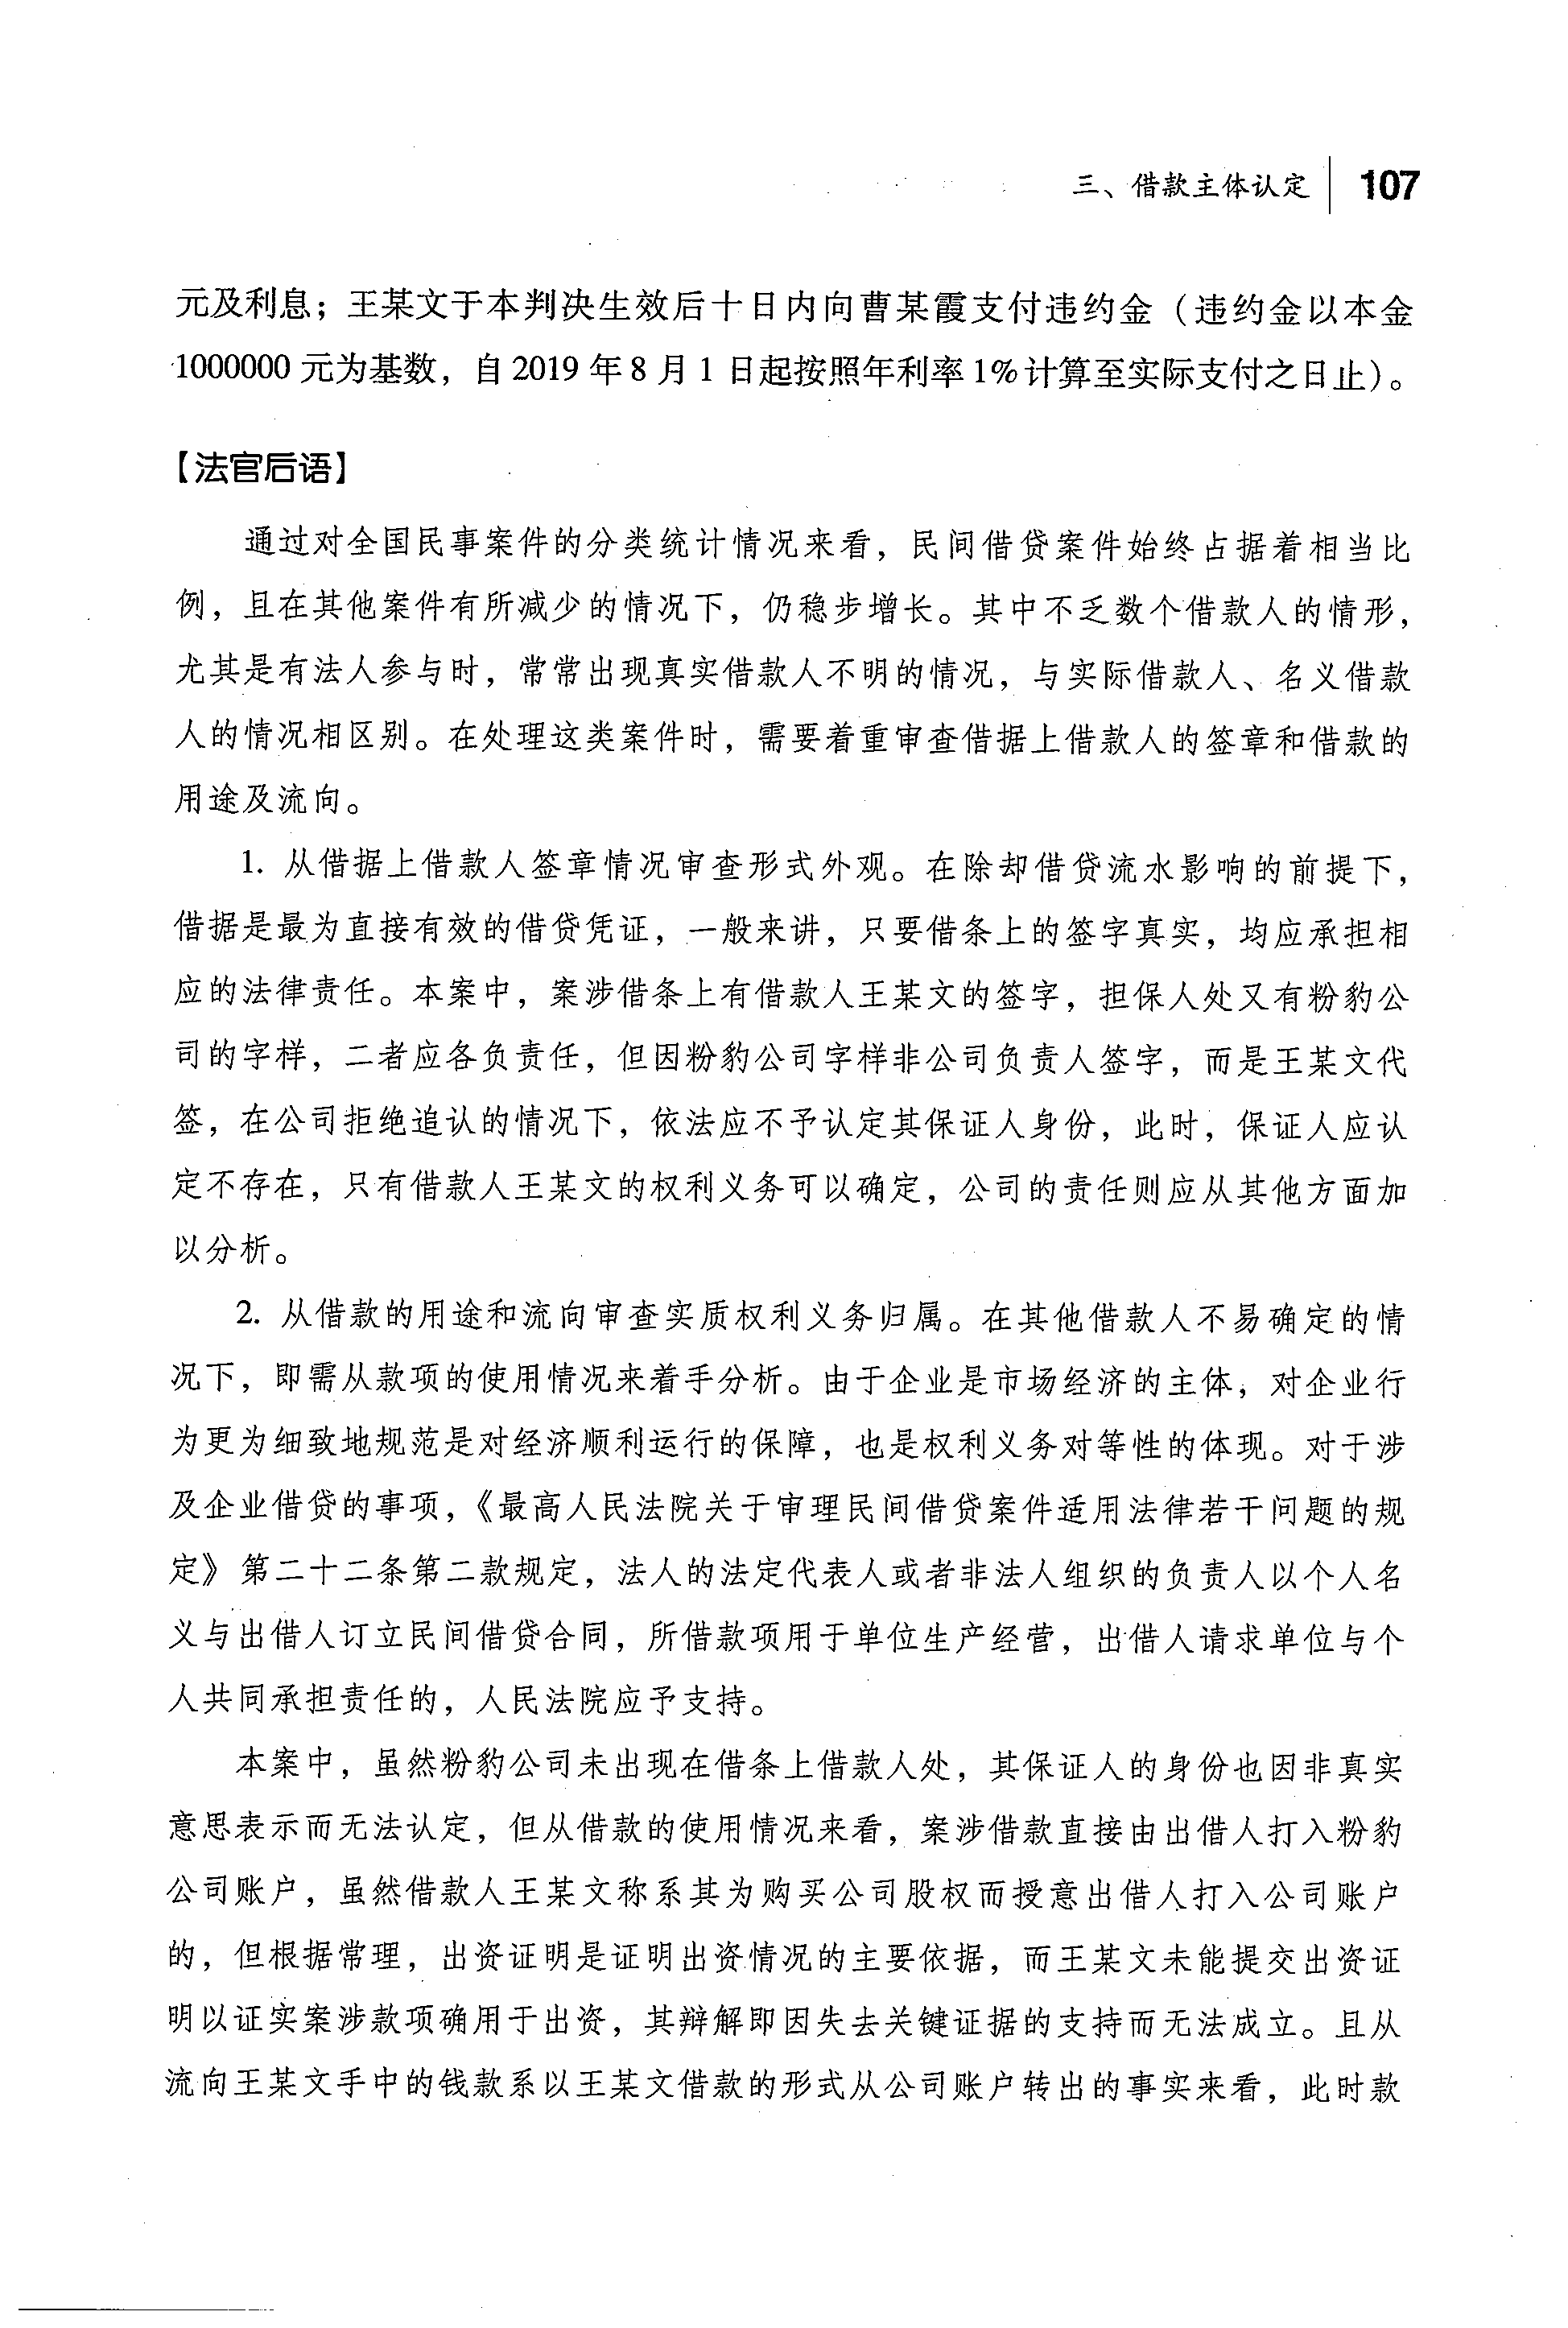 三、借款主体认定 107
元及利息；王某文于本判决生效后十日内向曹某霞支付违约金（违约金以本金
1000000 元为基数，自 2019 年 8 月 1 日起按照年利率1%计算至实际支付之日止）。
【法官后语】
通过对全国民事案件的分类统计情况来看，民间借贷案件始终占据着相当比
例，且在其他案件有所减少的情况下，仍稳步增长。其中不乏数个借款人的情形，
尤其是有法人参与时，常常出现真实借款人不明的情况，与实际借款人、名义借款
人的情况相区别。在处理这类案件时，需要着重审查借据上借款人的签章和借款的
用途及流向。
1. 从借据上借款人签章情况审查形式外观。在除却借贷流水影响的前提下，
借据是最为直接有效的借贷凭证，一般来讲，只要借条上的签字真实，均应承担相
应的法律责任。本案中，案涉借条上有借款人王某文的签字，担保人处又有粉豹公
司的字样，二者应各负责任，但因粉豹公司字样非公司负责人签字，而是王某文代
签，在公司拒绝追认的情况下，依法应不予认定其保证人身份，此时，保证人应认
定不存在，只有借款人王某文的权利义务可以确定，公司的责任则应从其他方面加
以分析。
2. 从借款的用途和流向审查实质权利义务归属。在其他借款人不易确定的情
况下，即需从款项的使用情况来着手分析。由于企业是市场经济的主体，对企业行
为更为细致地规范是对经济顺利运行的保障，也是权利义务对等性的体现。对于涉
及企业借贷的事项，《最高人民法院关于审理民间借贷案件适用法律若干问题的规
定》第二十二条第二款规定，法人的法定代表人或者非法人组织的负责人以个人名
义与出借人订立民间借贷合同，所借款项用于单位生产经营，出借人请求单位与个
人共同承担责任的，人民法院应予支持。
本案中，虽然粉豹公司未出现在借条上借款人处，其保证人的身份也因非真实
意思表示而无法认定，但从借款的使用情况来看，案涉借款直接由出借人打入粉豹
公司账户，虽然借款人王某文称系其为购买公司股权而授意出借人打入公司账户
的，但根据常理，出资证明是证明出资情况的主要依据，而王某文未能提交出资证
明以证实案涉款项确用于出资，其辩解即因失去关键证据的支持而无法成立。且从
流向王某文手中的钱款系以王某文借款的形式从公司账户转出的事实来看，此时款